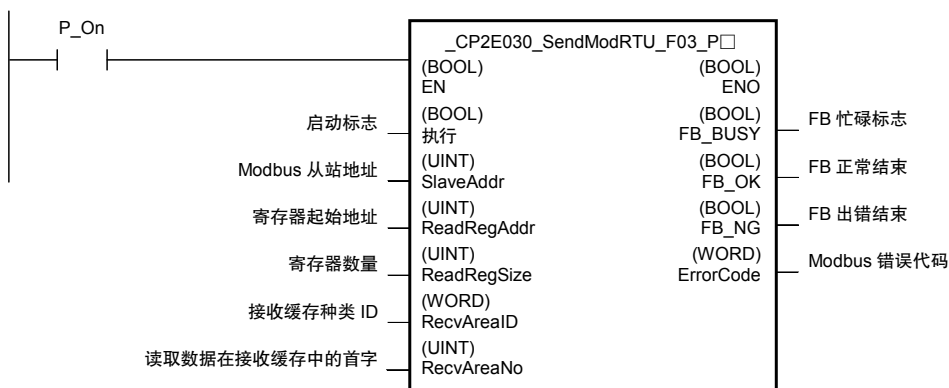 P_On
_CP2E030_SendModRTU_F03_P□
(BOOL) (BOOL)
EN ENO
启动标志 (BOOL) (BOOL) FB 忙碌标志
执行 FB_BUSY
Modbus 从站地址 (UINT) (BOOL) FB 正常结束
SlaveAddr FB_OK
寄存器起始地址 (UINT) (BOOL) FB 出错结束
ReadRegAddr FB_NG
寄存器数量 (UINT) (WORD) Modbus 错误代码
ReadRegSize ErrorCode
接收缓存种类 ID (WORD)
RecvAreaID
读取数据在接收缓存中的首字 (UINT)
RecvAreaNo